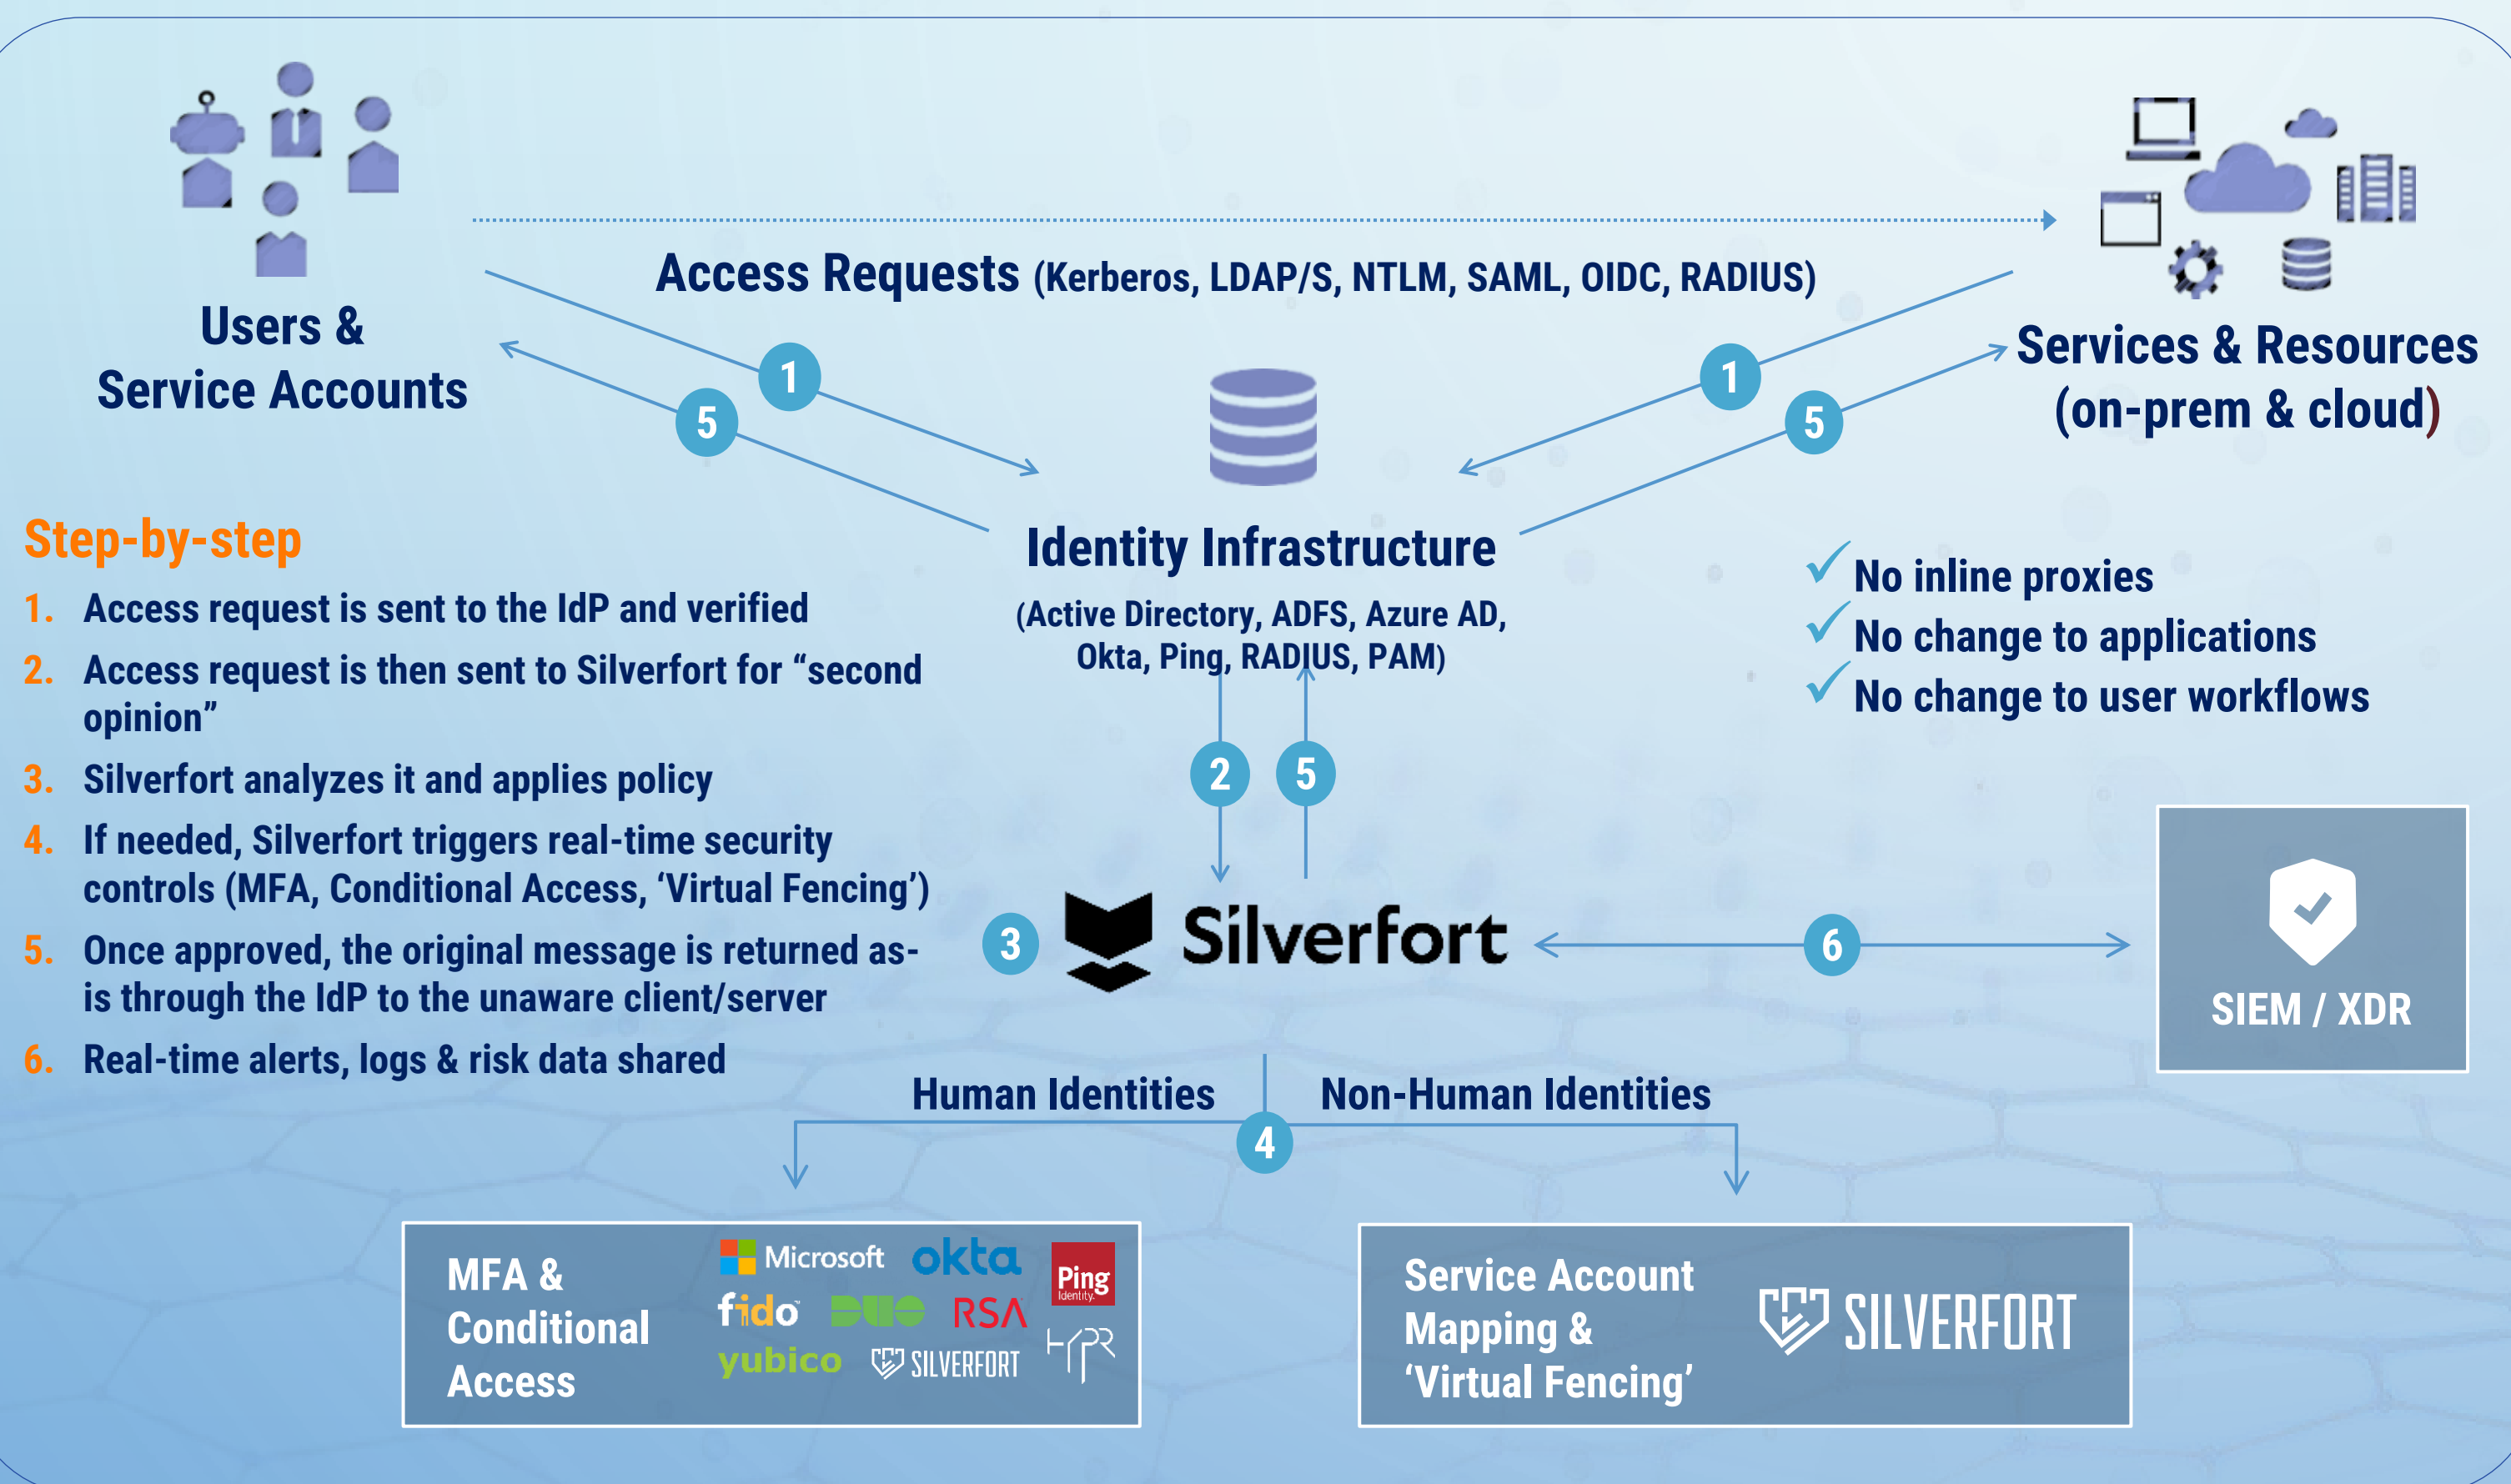 Access Requests (Kerberos, LDAP/S, NTLM, SAML, OIDC, RADIUS)
Users &
Service Accounts
1
5
1
5
Services & Resources
(on-prem & cloud)
Identity Infrastructure
(Active Directory, ADFS, Azure AD,
Okta, Ping, RADIUS, PAM)
Step-by-step
1. Access request is sent to the IdP and verified
2. Access request is then sent to Silverfort for “second
opinion”
3. Silverfort analyzes it and applies policy
4. If needed, Silverfort triggers real-time security
controls (MFA, Conditional Access, ‘Virtual Fencing’)
5. Once approved, the original message is returned as-
is through the IdP to the unaware client/server
6. Real-time alerts, logs & risk data shared
No inline proxies
No change to applications
No change to user workflows
2
5
3
Silverfort
6
SIEM / XDR
Human Identities
Non-Human Identities
4
MFA &
Conditional
Access
Microsoft
okta
Ping
Identity.
fido™
DUO
RSA
yubico
SILVERFORT
HYPR
Service Account
Mapping &
‘Virtual Fencing’
SILVERFORT